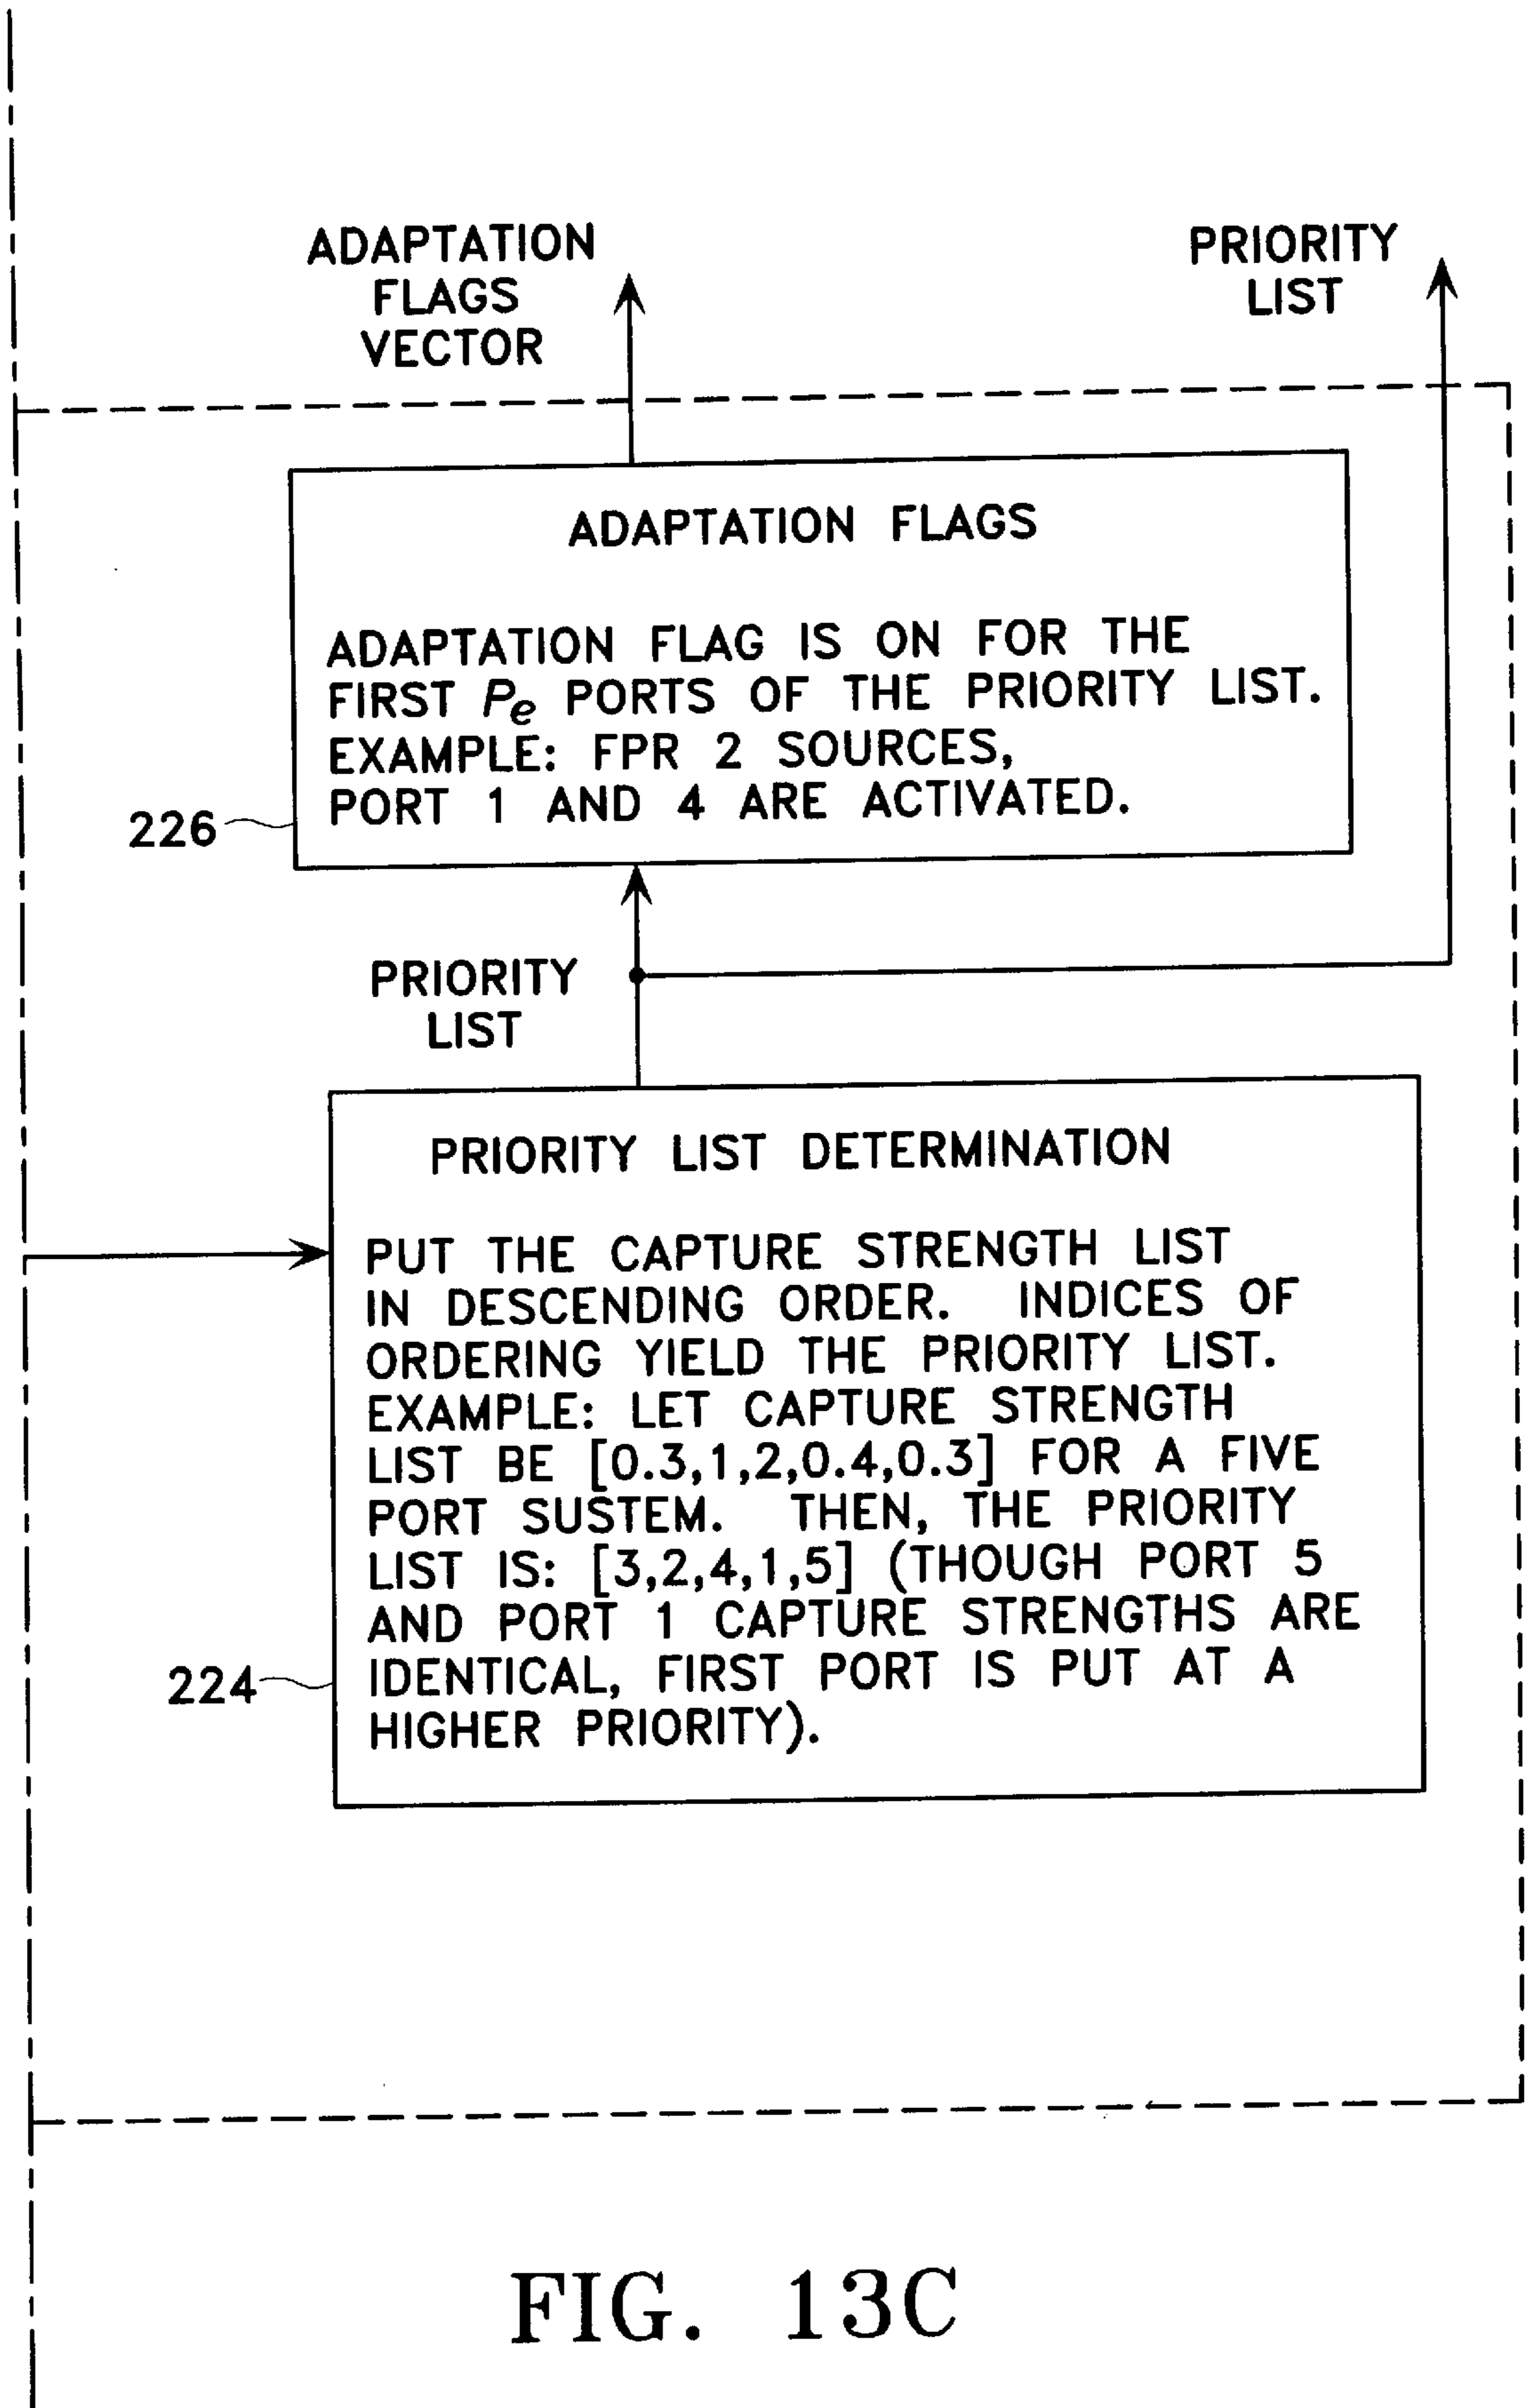 ADAPTATION
FLAGS
VECTOR
PRIORITY
LIST
ADAPTATION FLAGS
ADAPTATION FLAG IS ON FOR THE
FIRST Pe PORTS OF THE PRIORITY LIST.
EXAMPLE: FPR 2 SOURCES,
PORT 1 AND 4 ARE ACTIVATED.
226
PRIORITY
LIST
PRIORITY LIST DETERMINATION
PUT THE CAPTURE STRENGTH LIST
IN DESCENDING ORDER. INDICES OF
ORDERING YIELD THE PRIORITY LIST.
EXAMPLE: LET CAPTURE STRENGTH
LIST BE [0.3,1,2,0.4,0.3] FOR A FIVE
PORT SUSTEM. THEN, THE PRIORITY
LIST IS: [3,2,4,1,5] (THOUGH PORT 5
AND PORT 1 CAPTURE STRENGTHS ARE
IDENTICAL, FIRST PORT IS PUT AT A
HIGHER PRIORITY).
224
FIG. 13C